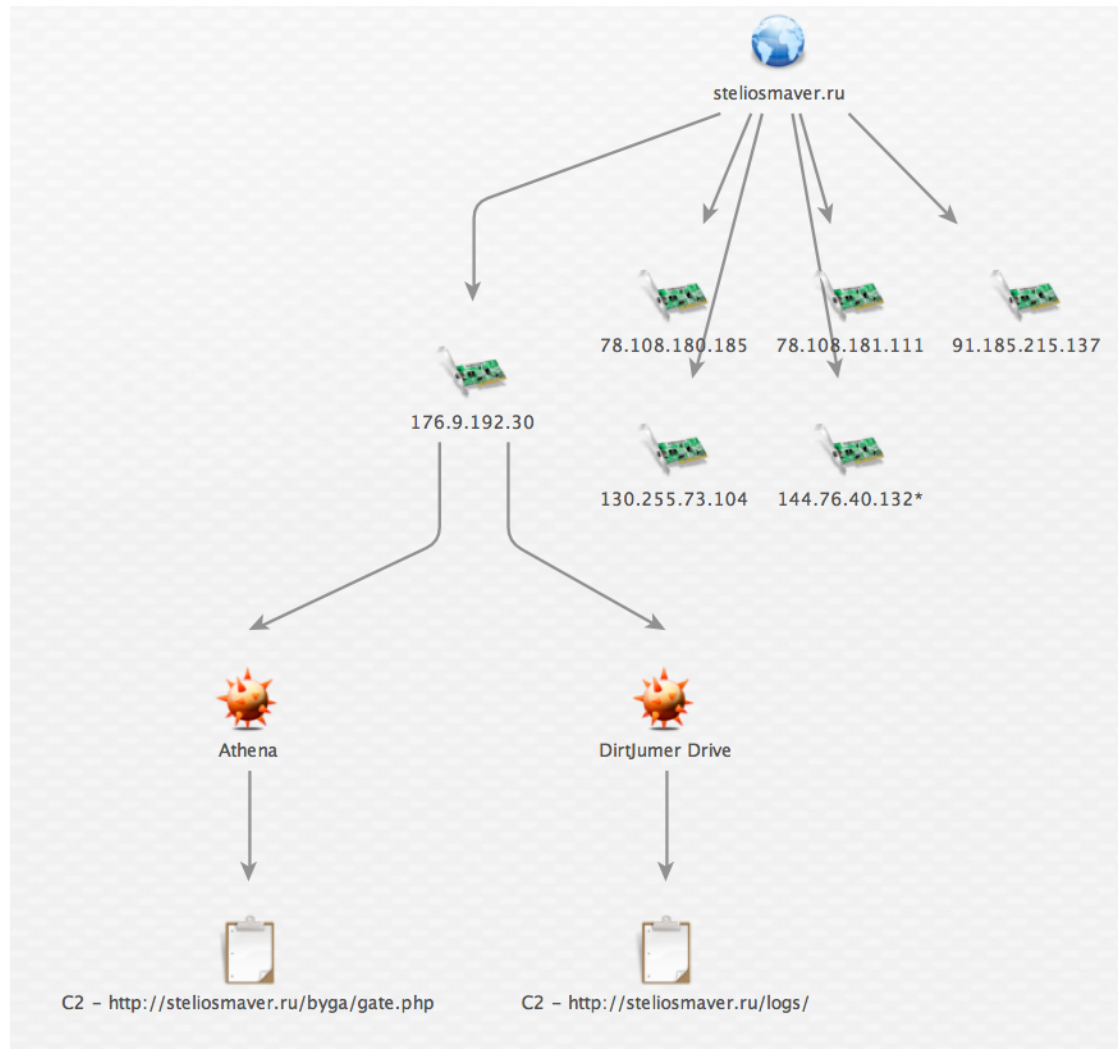 steliosmaver.ru
78.108.180.185
78.108.181.111
91.185.215.137
176.9.192.30
130.255.73.104
144.76.40.132*
Athena
DirtJumer Drive
C2 – http://steliosmaver.ru/byga/gate.php
C2 – http://steliosmaver.ru/logs/